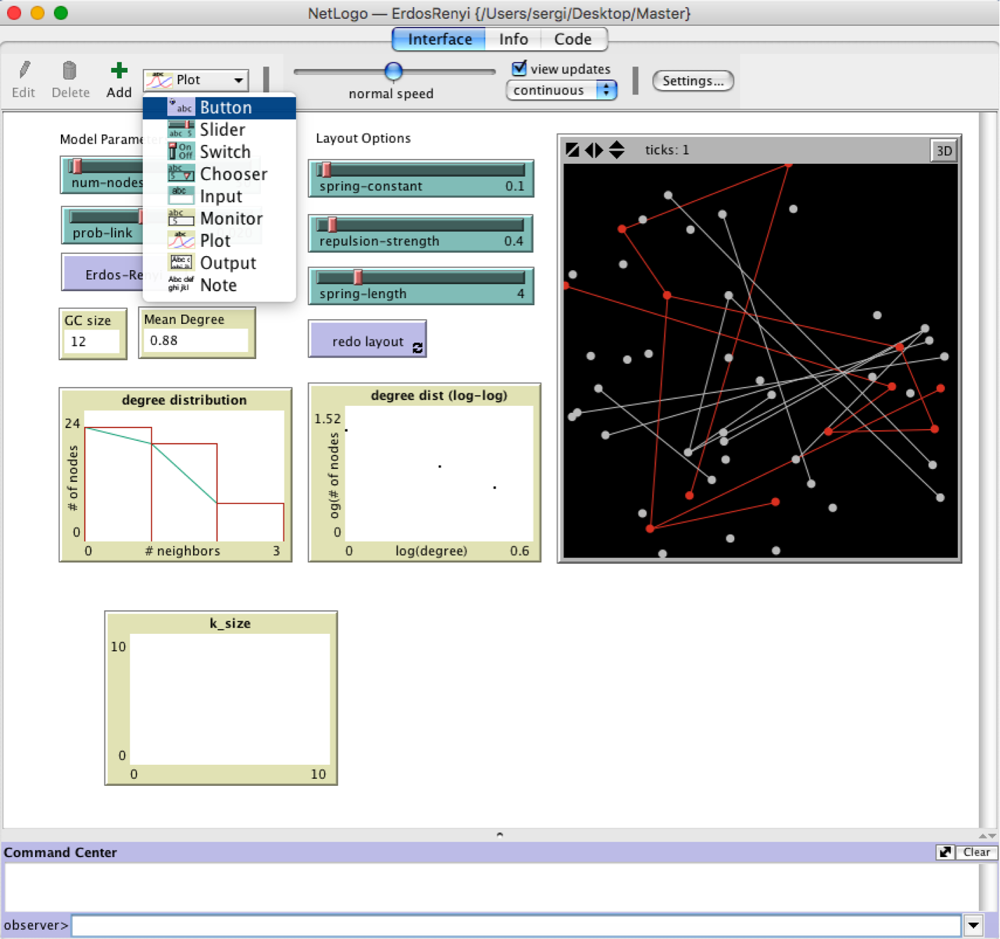 NetLogo — ErdosRenyi {/Users/sergi/Desktop/Master}
Interface Info Code
Edit Delete Add Plot
normal speed
view updates
continuous
Settings...
Button
Slider
Switch
Chooser
Input
Monitor
Plot
Output
Note
Model Parame
num-nodes
prob-link
Erdos-Re
GC size
12
Mean Degree
0.88
Layout Options
spring-constant 0.1
repulsion-strength 0.4
spring-length 4
redo layout
ticks: 1
3D
degree distribution
24
# of nodes
0
0 # neighbors 3
degree dist (log-log)
1.52
og(# of nodes
0
0 log(degree) 0.6
k_size
10
0
0 10
Command Center
Clear
observer>